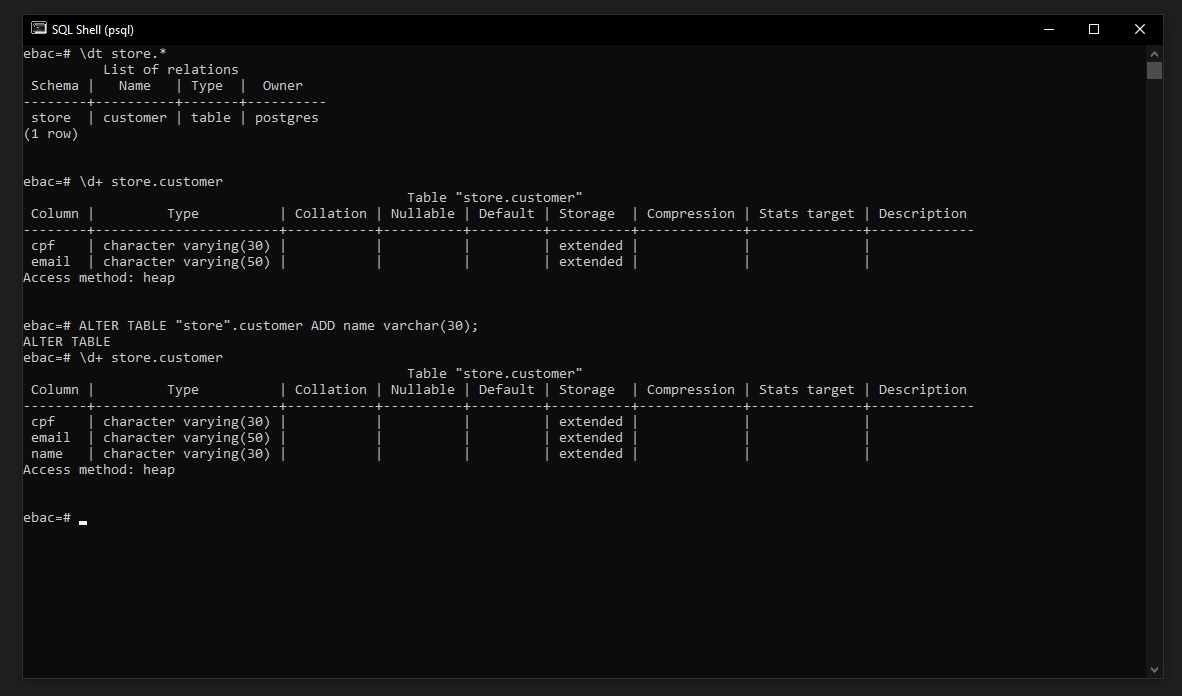 SQL Shell (psql)
ebac=# \dt store.*
          List of relations
 Schema |   Name   | Type  |  Owner
--------+----------+-------+----------
 store  | customer | table | postgres
(1 row)
ebac=# \d+ store.customer
                                                Table "store.customer"
 Column |         Type          | Collation | Nullable | Default | Storage  | Compression | Stats target | Description
--------+-----------------------+-----------+----------+---------+----------+-------------+--------------+-------------
 cpf    | character varying(30) |           |          |         | extended |             |              |
 email  | character varying(50) |           |          |         | extended |             |              |
Access method: heap
ebac=# ALTER TABLE "store".customer ADD name varchar(30);
ALTER TABLE
ebac=# \d+ store.customer
                                                Table "store.customer"
 Column |         Type          | Collation | Nullable | Default | Storage  | Compression | Stats target | Description
--------+-----------------------+-----------+----------+---------+----------+-------------+--------------+-------------
 cpf    | character varying(30) |           |          |         | extended |             |              |
 email  | character varying(50) |           |          |         | extended |             |              |
 name   | character varying(30) |           |          |         | extended |             |              |
Access method: heap
ebac=#